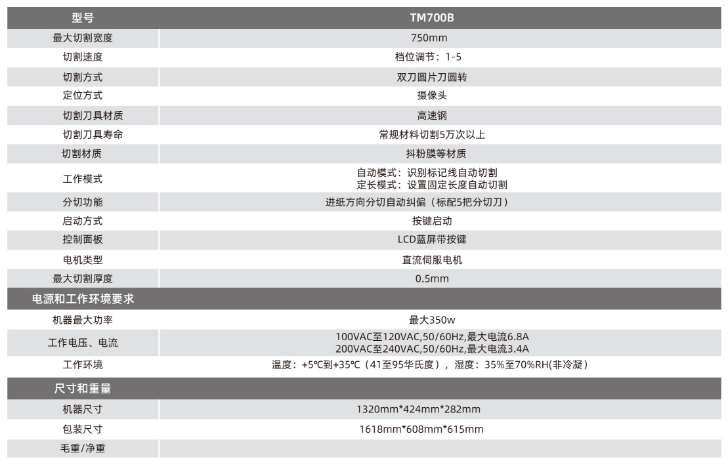 型号 TM700B
最大切割宽度 750mm
切割速度 档位调节：1-5
切割方式 双刀圆片刀圆转
定位方式 摄像头
切割刀具材质 高速钢
切割刀具寿命 常规材料切割5万次以上
切割材质 抖粉膜等材质
工作模式 自动模式：识别标记线自动切割
定长模式：设置固定长度自动切割
分切功能 进纸方向分切自动纠偏（标配5把分切刀）
启动方式 按键启动
控制面板 LCD蓝屏带按键
电机类型 直流伺服电机
最大切割厚度 0.5mm
电源和工作环境要求
机器最大功率 最大350w
工作电压、电流 100VAC至120VAC,50/60Hz,最大电流6.8A
200VAC至240VAC,50/60Hz,最大电流3.4A
工作环境 温度：+5℃到+35℃（41至95华氏度），湿度：35%至70%RH(非冷凝)
尺寸和重量
机器尺寸 1320mm*424mm*282mm
包装尺寸 1618mm*608mm*615mm
毛重/净重